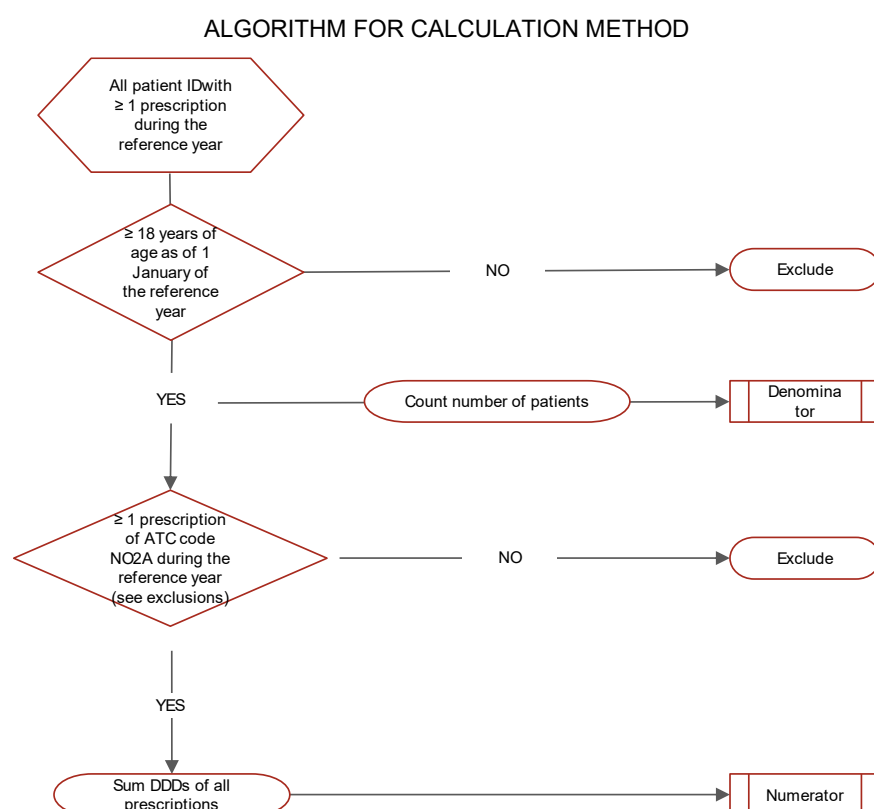 ALGORITHM FOR CALCULATION METHOD
All patient IDwith
≥ 1 prescription
during the
reference year
≥ 18 years of
age as of 1
January of
the reference
year
NO
Exclude
YES
Count number of patients
Denomina
tor
≥ 1 prescription
of ATC code
NO2A during the
reference year
(see exclusions)
NO
Exclude
YES
Sum DDDs of all
prescriptions
Numerator